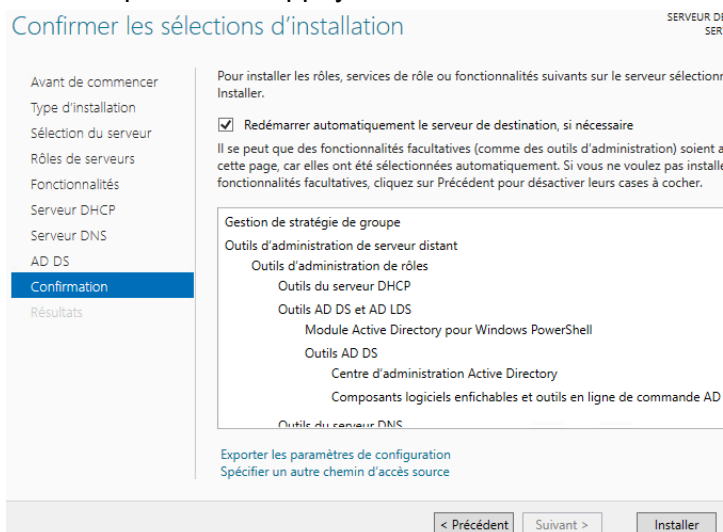 Confirmer les sélections d'installation
SERVEUR DE
SER
Avant de commencer
Type d'installation
Sélection du serveur
Rôles de serveurs
Fonctionnalités
Serveur DHCP
Serveur DNS
AD DS
Confirmation
Résultats
Pour installer les rôles, services de rôle ou fonctionnalités suivants sur le serveur sélectionn
Installer.
Redémarrer automatiquement le serveur de destination, si nécessaire
Il se peut que des fonctionnalités facultatives (comme des outils d'administration) soient a
cette page, car elles ont été sélectionnées automatiquement. Si vous ne voulez pas installe
fonctionnalités facultatives, cliquez sur Précédent pour désactiver leurs cases à cocher.
Gestion de stratégie de groupe
Outils d'administration de serveur distant
Outils d'administration de rôles
Outils du serveur DHCP
Outils AD DS et AD LDS
Module Active Directory pour Windows PowerShell
Outils AD DS
Centre d'administration Active Directory
Composants logiciels enfichables et outils en ligne de commande AD
Outils du serveur DNS
Exporter les paramètres de configuration
Spécifier un autre chemin d'accès source
< Précédent
Suivant >
Installer